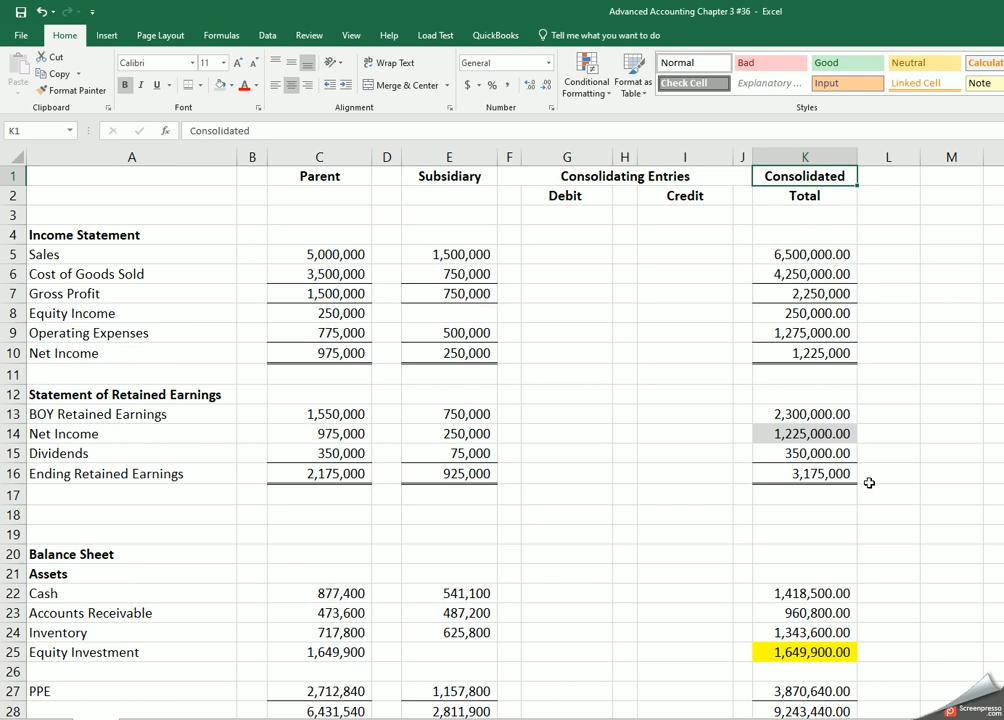 Advanced Accounting Chapter 3 #36 - Excel
File Home Insert Page Layout Formulas Data Review View Help Load Test QuickBooks Tell me what you want to do
Paste Cut Copy Format Painter
Calibri 11 A A
B I U A
Wrap Text
Merge & Center
General
$ % ,
Conditional Formatting
Format as Table
Normal Bad Good Neutral Calculat
Check Cell Explanatory ... Input Linked Cell Note
Clipboard Font Alignment Number Styles
K1 fx Consolidated
A B C D E F G H I J K L M
1 Parent Subsidiary Consolidating Entries Consolidated
2 Debit Credit Total
3
4 Income Statement
5 Sales 5,000,000 1,500,000 6,500,000.00
6 Cost of Goods Sold 3,500,000 750,000 4,250,000.00
7 Gross Profit 1,500,000 750,000 2,250,000
8 Equity Income 250,000 250,000.00
9 Operating Expenses 775,000 500,000 1,275,000.00
10 Net Income 975,000 250,000 1,225,000
11
12 Statement of Retained Earnings
13 BOY Retained Earnings 1,550,000 750,000 2,300,000.00
14 Net Income 975,000 250,000 1,225,000.00
15 Dividends 350,000 75,000 350,000.00
16 Ending Retained Earnings 2,175,000 925,000 3,175,000
17
18
19
20 Balance Sheet
21 Assets
22 Cash 877,400 541,100 1,418,500.00
23 Accounts Receivable 473,600 487,200 960,800.00
24 Inventory 717,800 625,800 1,343,600.00
25 Equity Investment 1,649,900 1,649,900.00
26
27 PPE 2,712,840 1,157,800 3,870,640.00
28 6,431,540 2,811,900 9,243,440.00
Screenpresso
.com